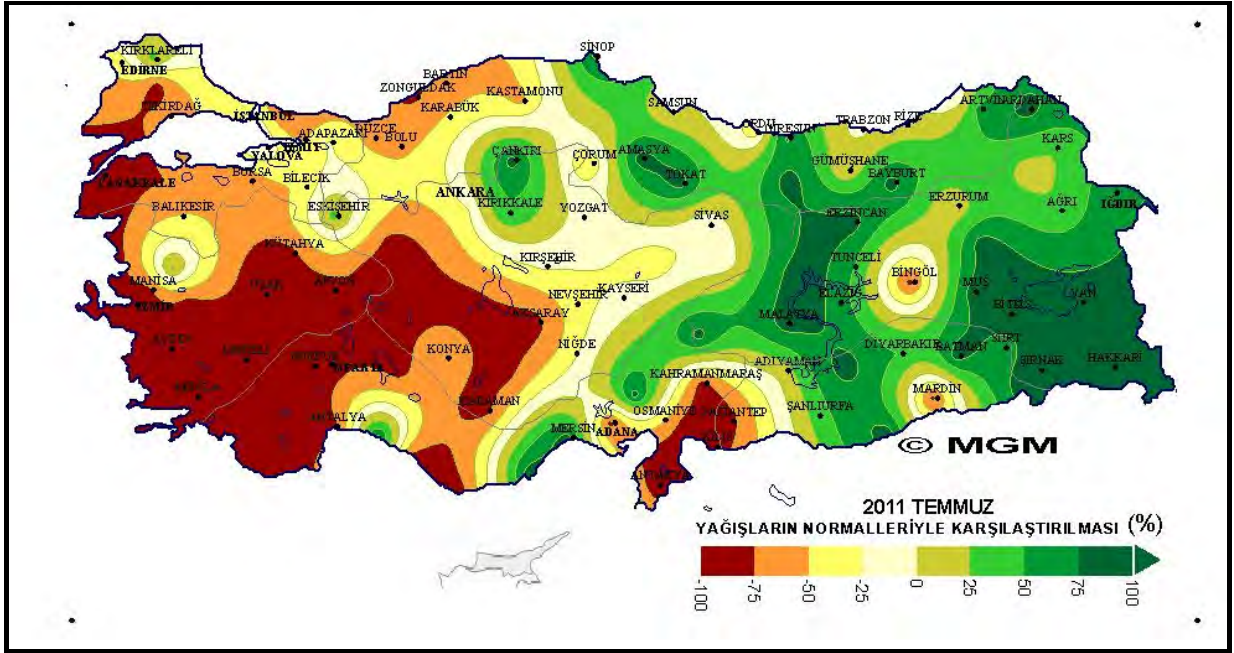 SİNOP
KIRKLARELİ
EDİRNE
BARTIN
ZONGULDAK
KASTAMONU
SAMSUN
TEKİRDAĞ
İSTANBUL
KARABÜK
ORDU
GİRESUN
TRABZON
RİZE
ARTVİN
ARDAHAN
ADAPAZARI
DÜZCE
BOLU
KARS
YALOVA
İZMİT
ÇANKIRI
ÇORUM
AMASYA
TOKAT
GÜMÜŞHANE
BAYBURT
ÇANAKKALE
BURSA
BİLECİK
ANKARA
KIRIKKALE
YOZGAT
SİVAS
ERZİNCAN
ERZURUM
AĞRI
IĞDIR
BALIKESİR
ESKİŞEHİR
KÜTAHYA
KIRŞEHİR
TUNCELİ
BİNGÖL
MUŞ
MANİSA
UŞAK
AFYON
NEVŞEHİR
KAYSERİ
ELAZIĞ
BİTLİS
VAN
İZMİR
AKSARAY
MALATYA
AYDIN
DENİZLİ
BURDUR
ISPARTA
KONYA
NİĞDE
ADIYAMAN
DİYARBAKIR
BATMAN
SİİRT
ŞIRNAK
HAKKARİ
MUĞLA
KARAMAN
KAHRAMANMARAŞ
MARDİN
ANTALYA
MERSİN
ADANA
OSMANİYE
GAZİANTEP
ŞANLIURFA
KİLİS
ANTAKYA
© MGM
2011 TEMMUZ
YAĞIŞLARIN NORMALLERİYLE KARŞILAŞTIRILMASI (%)
-100 -75 -50 -25 0 25 50 75 100